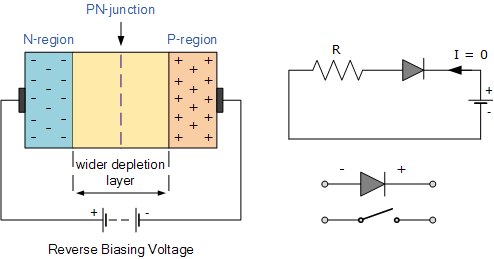 PN-junction
N-region
P-region
wider depletion
layer
+
-
Reverse Biasing Voltage
R
I = 0
+
-
-
+